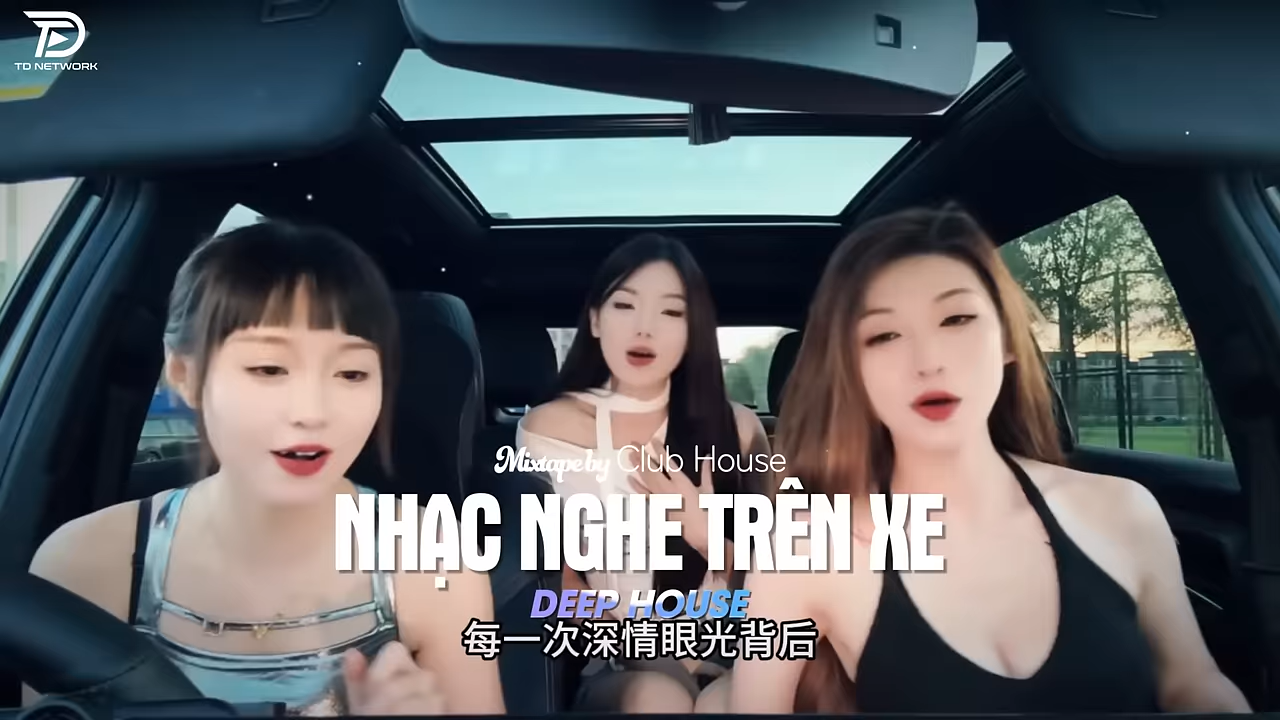 TD NETWORK
Mixtape by Club House
NHẠC NGHE TRÊN XE
DEEP HOUSE
每一次深情眼光背后